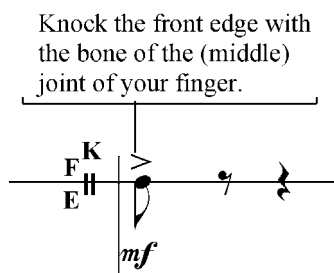 Knock the front edge with
the bone of the (middle)
joint of your finger.
K
F
E
mf